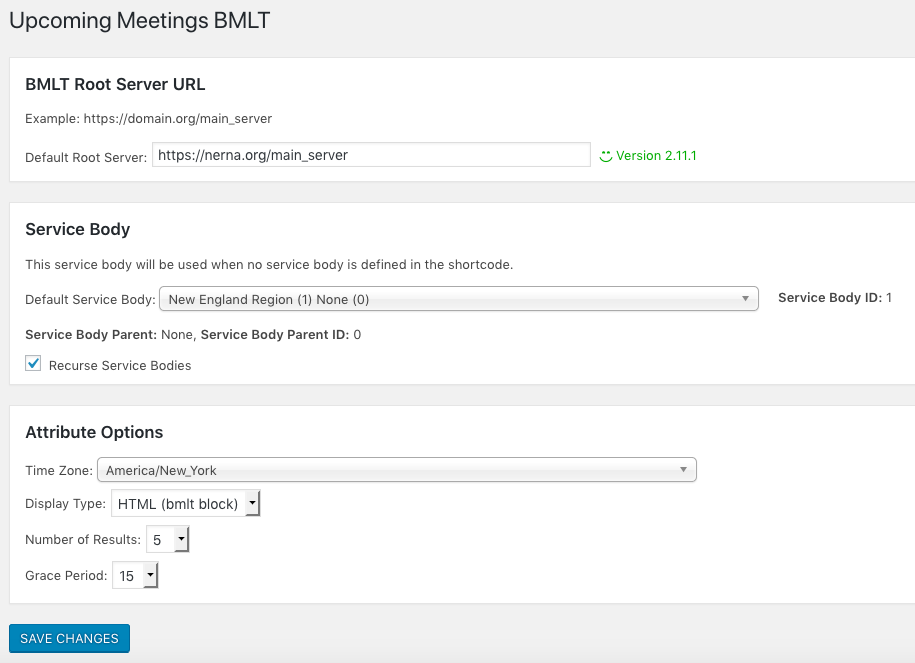 Upcoming Meetings BMLT
BMLT Root Server URL
Example: https://domain.org/main_server
Default Root Server: https://nerna.org/main_server Version 2.11.1
Service Body
This service body will be used when no service body is defined in the shortcode.
Default Service Body: New England Region (1) None (0) Service Body ID: 1
Service Body Parent: None, Service Body Parent ID: 0
Recurse Service Bodies
Attribute Options
Time Zone: America/New_York
Display Type: HTML (bmlt block)
Number of Results: 5
Grace Period: 15
SAVE CHANGES